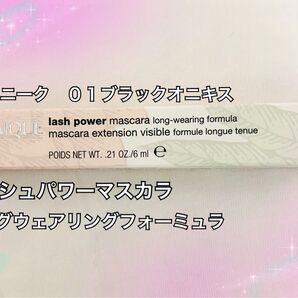 ニーク 01ブラックオニキス
lash power mascara long-wearing formula
mascara extension visible formule longue tenue
POIDS NET WT. .21 OZ./6 ml ℮
シュパワーマスカラ
グウェアリングフォーミュラ